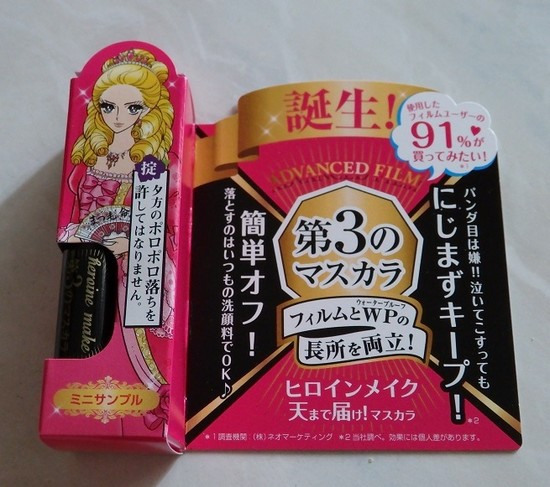 掟
夕方のポロポロ落ちを
許してはなりません。
まつ毛命
heroine make
ミニサンプル
誕生!
使用した
フィルムユーザーの
91%が
買ってみたい!
*1
ADVANCED FILM
第3の
マスカラ
ウォータープルーフ
フィルムとWPの
長所を両立!
パンダ目は嫌!!泣いてこすっても
にじまずキープ!
*2
簡単オフ!
落とすのはいつもの洗顔料でOK♪
ヒロインメイク
天まで届け!マスカラ
*1調査機関:(株)ネオマーケティング *2当社調べ。効果には個人差があります。